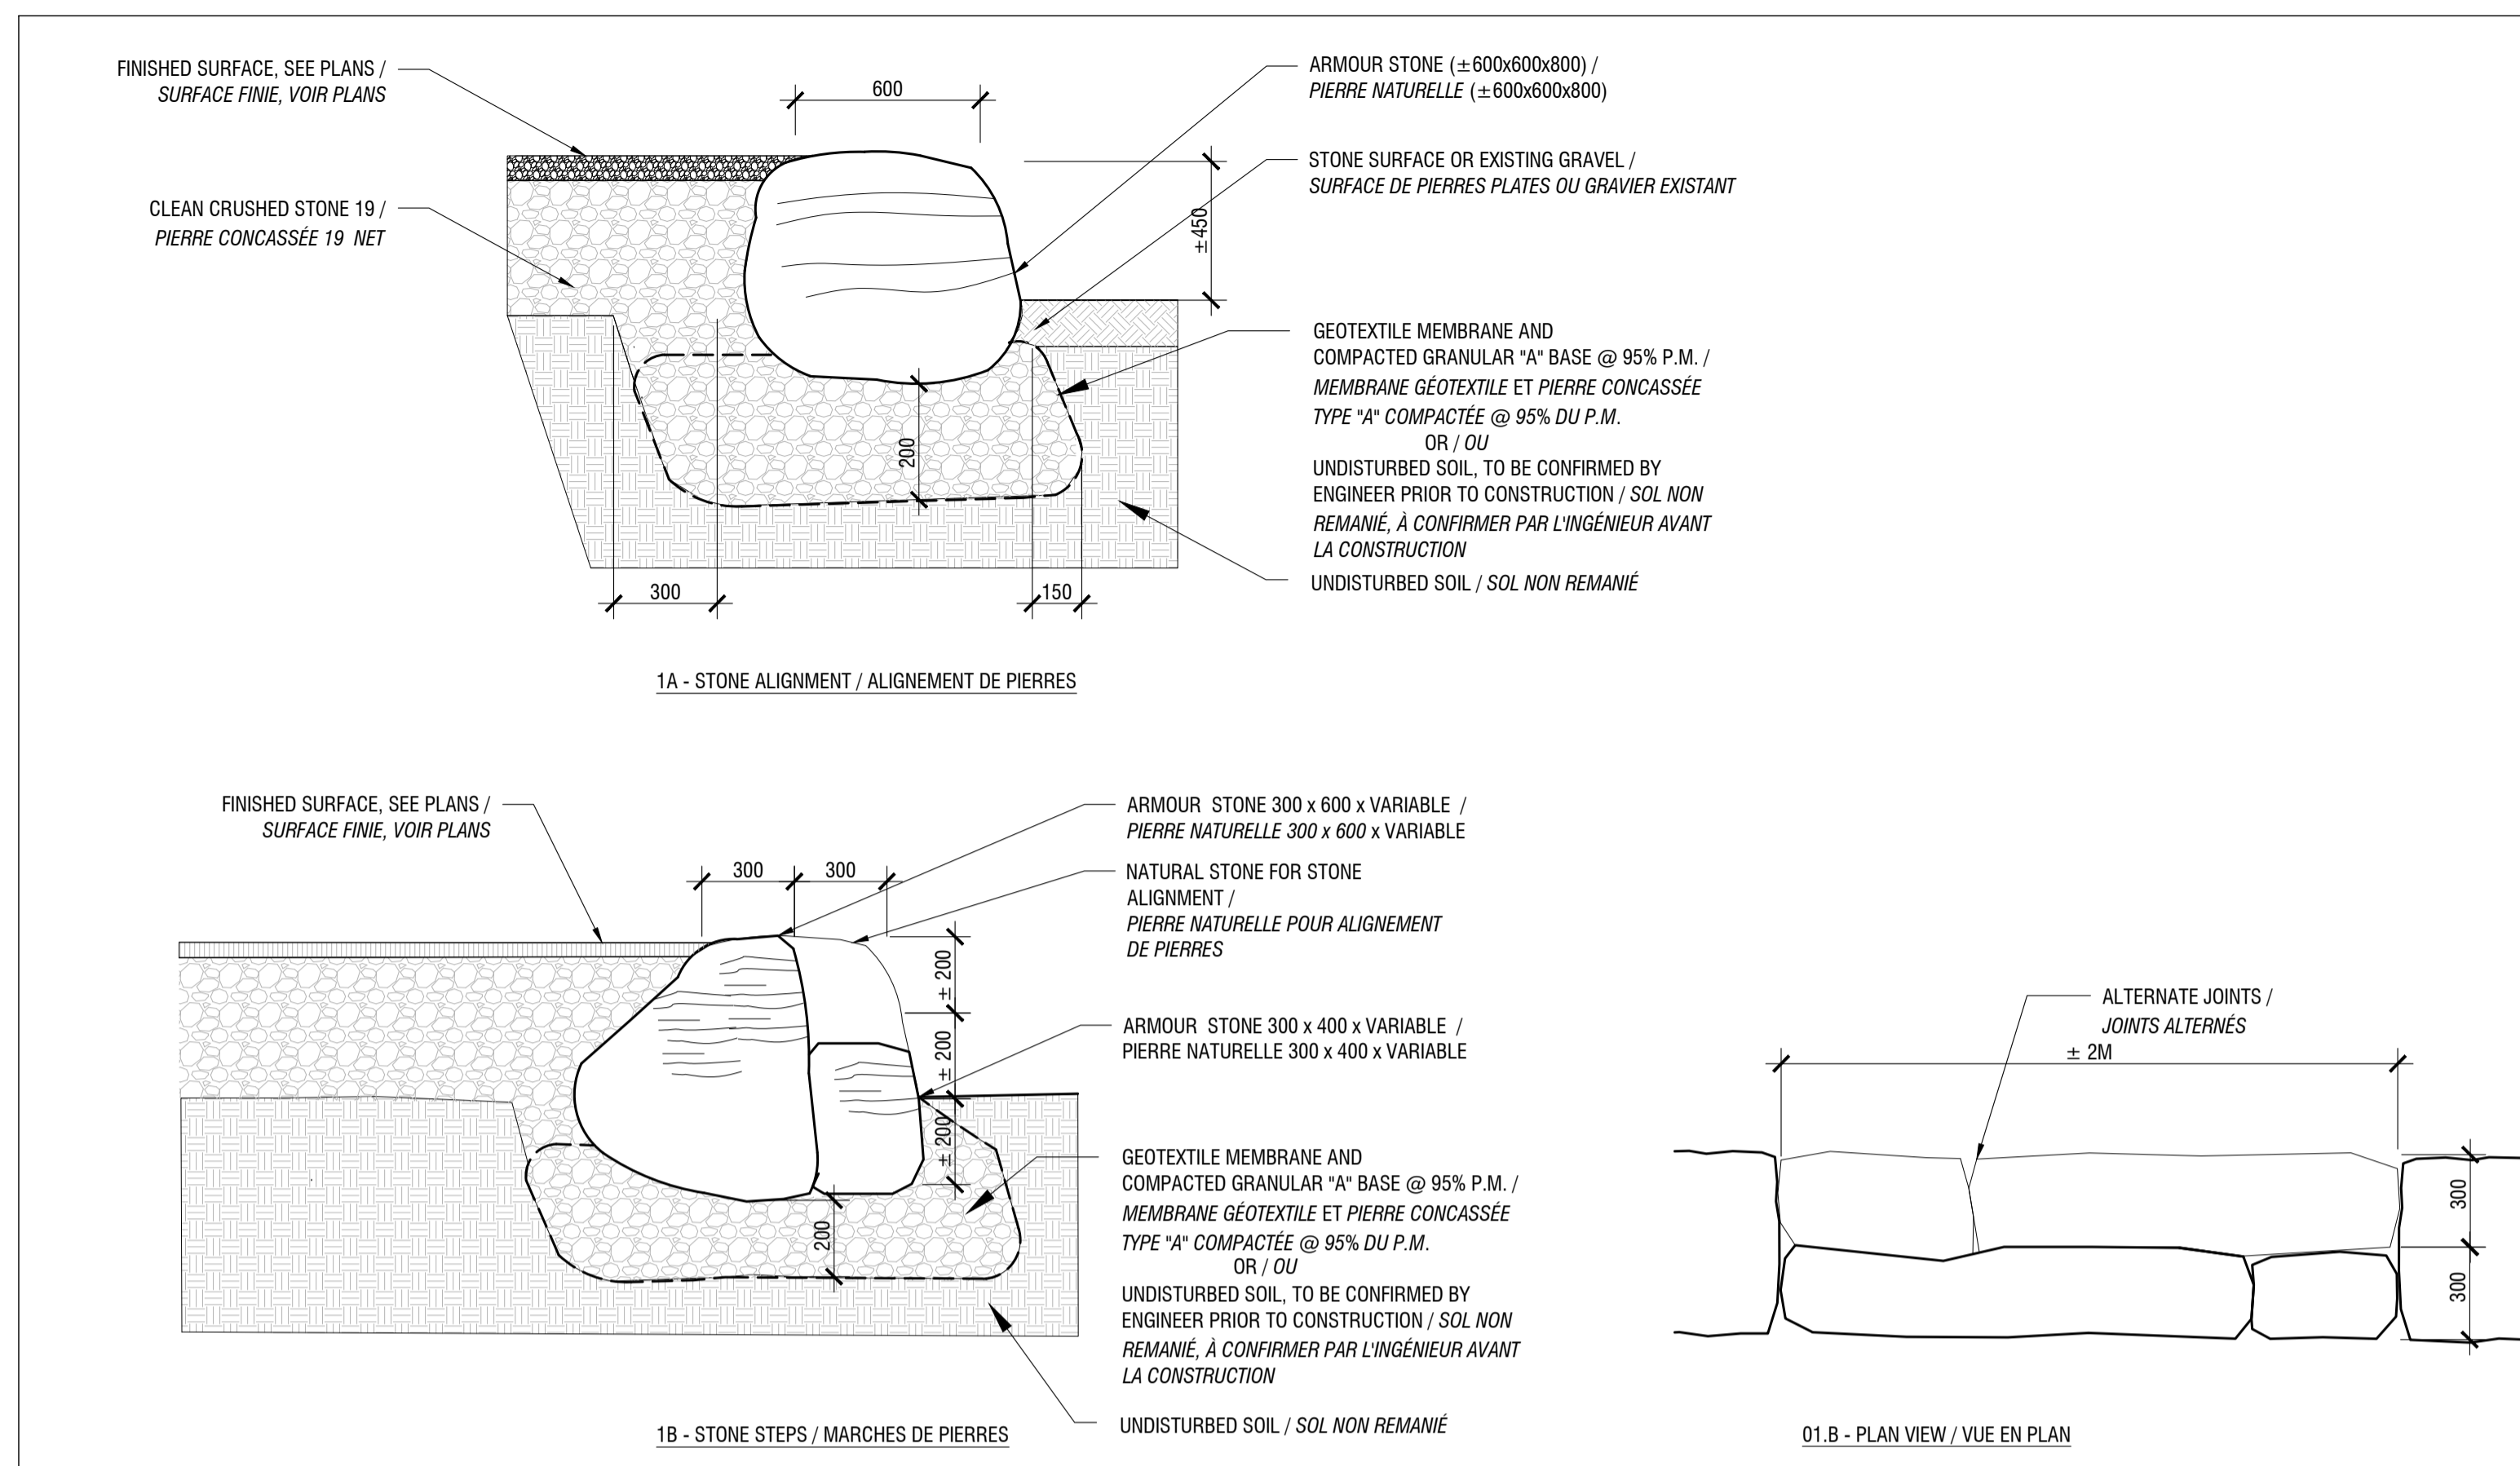 FINISHED SURFACE, SEE PLANS /
SURFACE FINIE, VOIR PLANS
CLEAN CRUSHED STONE 19 /
PIERRE CONCASSÉE 19 NET
600
±450
200
300
150
ARMOUR STONE (±600x600x800) /
PIERRE NATURELLE (±600x600x800)
STONE SURFACE OR EXISTING GRAVEL /
SURFACE DE PIERRES PLATES OU GRAVIER EXISTANT
GEOTEXTILE MEMBRANE AND
COMPACTED GRANULAR "A" BASE @ 95% P.M. /
MEMBRANE GÉOTEXTILE ET PIERRE CONCASSÉE
TYPE "A" COMPACTÉE @ 95% DU P.M.
OR / OU
UNDISTURBED SOIL, TO BE CONFIRMED BY
ENGINEER PRIOR TO CONSTRUCTION / SOL NON
REMANIÉ, À CONFIRMER PAR L'INGÉNIEUR AVANT
LA CONSTRUCTION
UNDISTURBED SOIL / SOL NON REMANIÉ
1A - STONE ALIGNMENT / ALIGNEMENT DE PIERRES
FINISHED SURFACE, SEE PLANS /
SURFACE FINIE, VOIR PLANS
300
300
± 200
± 200
± 200
200
ARMOUR STONE 300 x 600 x VARIABLE /
PIERRE NATURELLE 300 x 600 x VARIABLE
NATURAL STONE FOR STONE
ALIGNMENT /
PIERRE NATURELLE POUR ALIGNEMENT
DE PIERRES
ARMOUR STONE 300 x 400 x VARIABLE /
PIERRE NATURELLE 300 x 400 x VARIABLE
GEOTEXTILE MEMBRANE AND
COMPACTED GRANULAR "A" BASE @ 95% P.M. /
MEMBRANE GÉOTEXTILE ET PIERRE CONCASSÉE
TYPE "A" COMPACTÉE @ 95% DU P.M.
OR / OU
UNDISTURBED SOIL, TO BE CONFIRMED BY
ENGINEER PRIOR TO CONSTRUCTION / SOL NON
REMANIÉ, À CONFIRMER PAR L'INGÉNIEUR AVANT
LA CONSTRUCTION
UNDISTURBED SOIL / SOL NON REMANIÉ
1B - STONE STEPS / MARCHES DE PIERRES
ALTERNATE JOINTS /
JOINTS ALTERNÉS
± 2M
300
300
01.B - PLAN VIEW / VUE EN PLAN